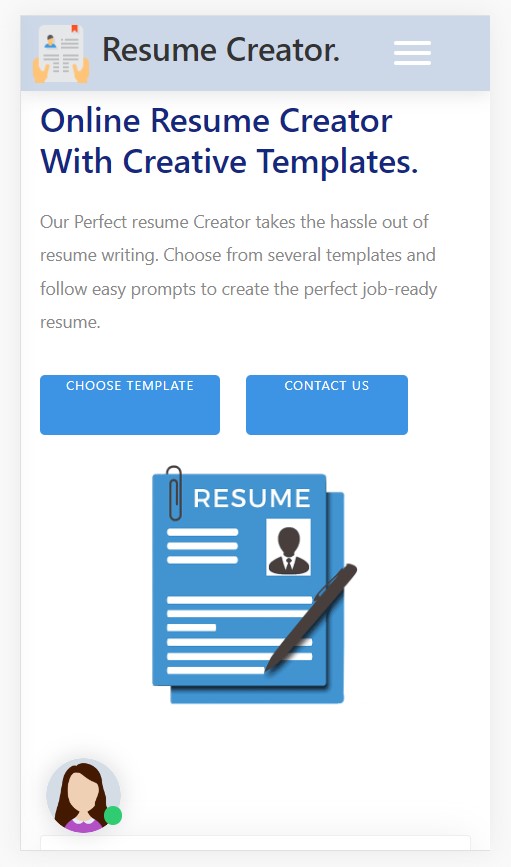 Resume Creator.
Online Resume Creator
With Creative Templates.
Our Perfect resume Creator takes the hassle out of
resume writing. Choose from several templates and
follow easy prompts to create the perfect job-ready
resume.
CHOOSE TEMPLATE
CONTACT US
RESUME